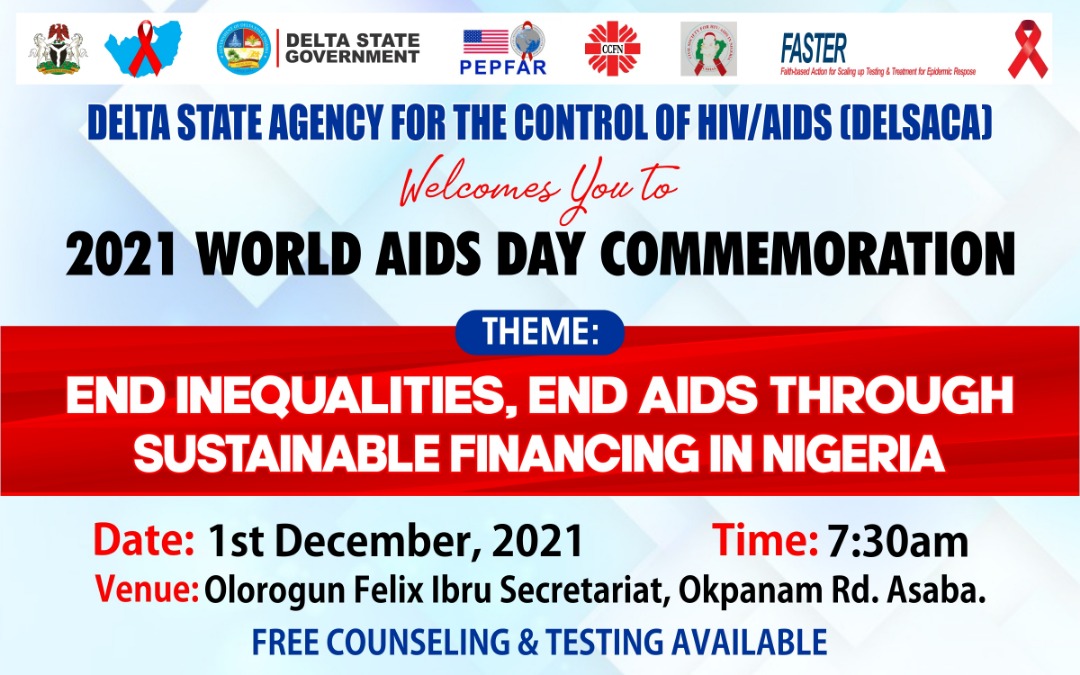 DELTA STATE
GOVERNMENT
PEPFAR
CCFN
FASTER
Faith-based Action for Scaling up Testing & Treatment for Epidemic Respose
DELTA STATE AGENCY FOR THE CONTROL OF HIV/AIDS (DELSACA)
Welcomes You to
2021 WORLD AIDS DAY COMMEMORATION
THEME:
END INEQUALITIES, END AIDS THROUGH
SUSTAINABLE FINANCING IN NIGERIA
Date: 1st December, 2021 Time: 7:30am
Venue: Olorogun Felix Ibru Secretariat, Okpanam Rd. Asaba.
FREE COUNSELING & TESTING AVAILABLE